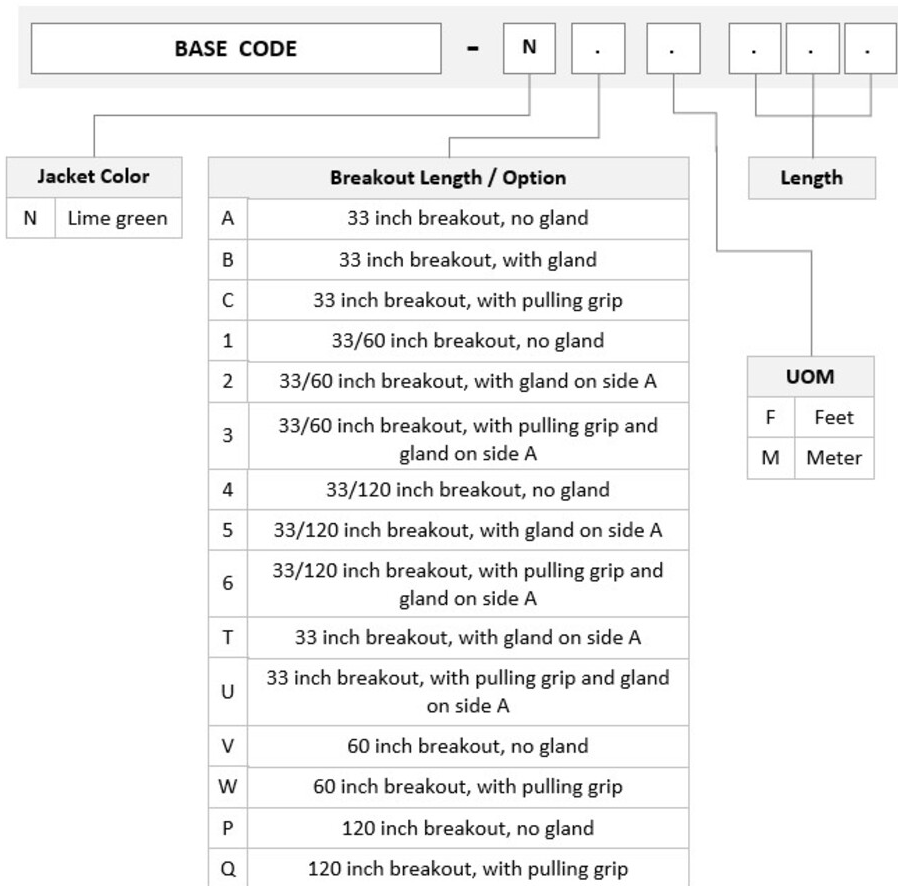 BASE CODE - N . . . . .
Jacket Color
N Lime green
Breakout Length / Option
A 33 inch breakout, no gland
B 33 inch breakout, with gland
C 33 inch breakout, with pulling grip
1 33/60 inch breakout, no gland
2 33/60 inch breakout, with gland on side A
3 33/60 inch breakout, with pulling grip and
gland on side A
4 33/120 inch breakout, no gland
5 33/120 inch breakout, with gland on side A
6 33/120 inch breakout, with pulling grip and
gland on side A
T 33 inch breakout, with gland on side A
U 33 inch breakout, with pulling grip and gland
on side A
V 60 inch breakout, no gland
W 60 inch breakout, with pulling grip
P 120 inch breakout, no gland
Q 120 inch breakout, with pulling grip
Length
UOM
F Feet
M Meter